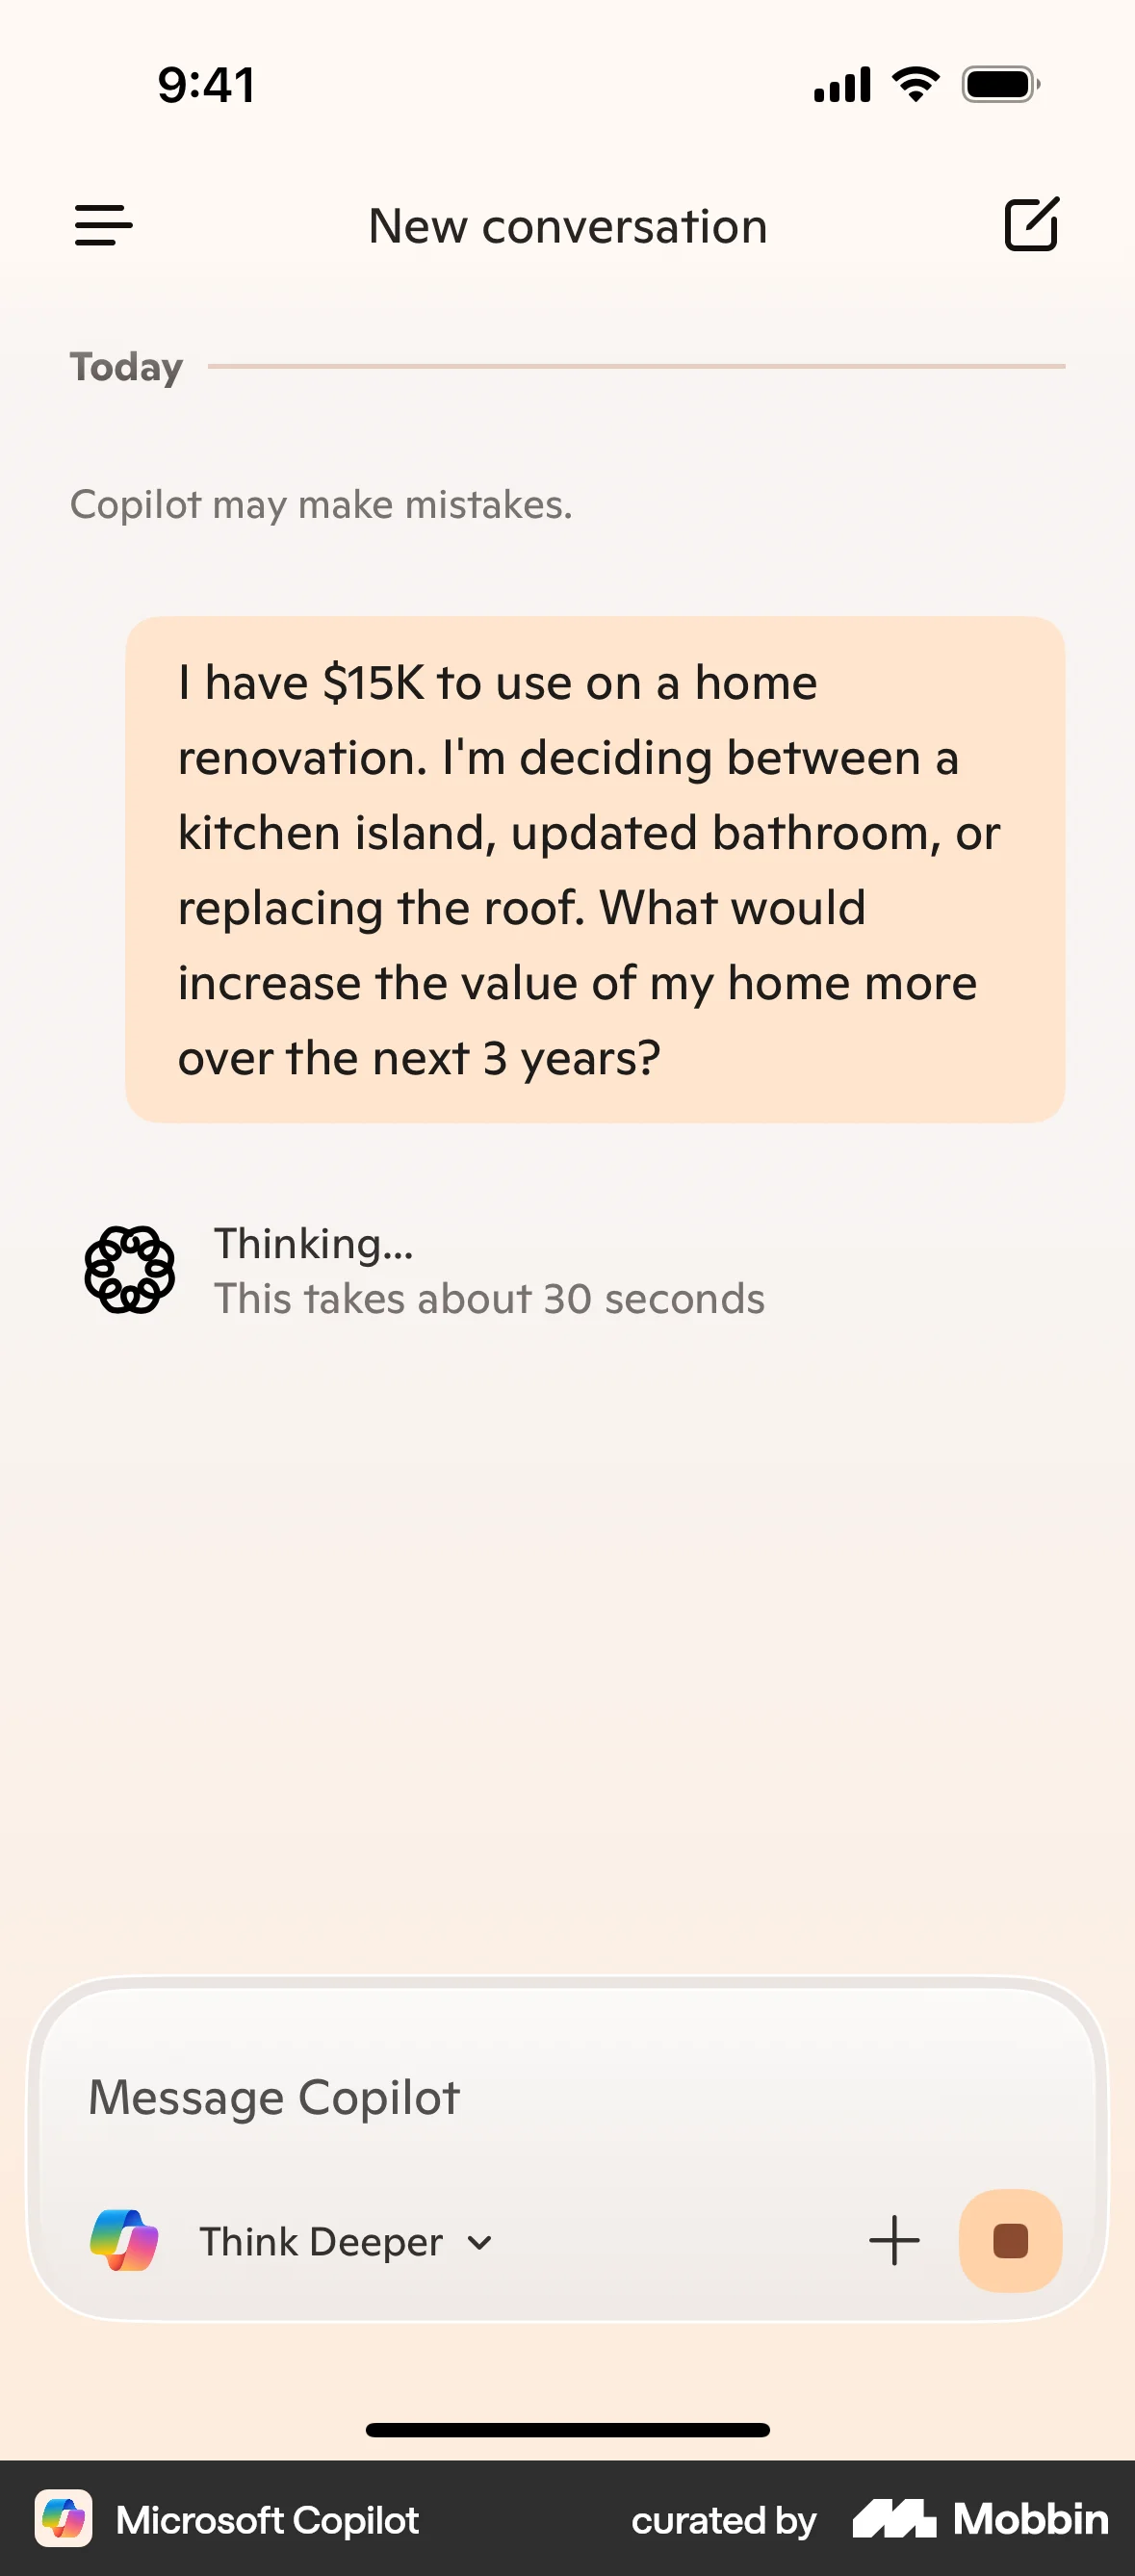 9:41
New conversation
Today
Copilot may make mistakes.
I have $15K to use on a home
renovation. I'm deciding between a
kitchen island, updated bathroom, or
replacing the roof. What would
increase the value of my home more
over the next 3 years?
Thinking...
This takes about 30 seconds
Message Copilot
Think Deeper
Microsoft Copilot
curated by Mobbin